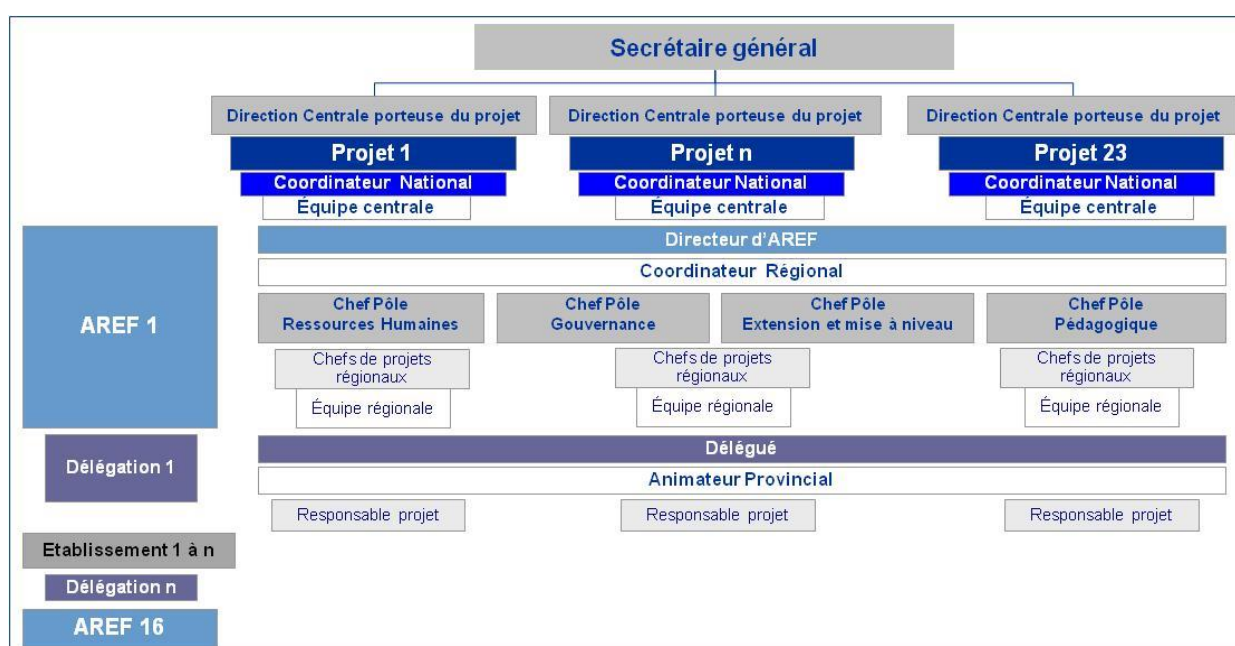 Secrétaire général
Direction Centrale porteuse du projet
Direction Centrale porteuse du projet
Direction Centrale porteuse du projet
Projet 1
Projet n
Projet 23
Coordinateur National
Coordinateur National
Coordinateur National
Équipe centrale
Équipe centrale
Équipe centrale
AREF 1
Directeur d'AREF
Coordinateur Régional
Chef Pôle
Ressources Humaines
Chef Pôle
Gouvernance
Chef Pôle
Extension et mise à niveau
Chef Pôle
Pédagogique
Chefs de projets
régionaux
Chefs de projets
régionaux
Chefs de projets
régionaux
Équipe régionale
Équipe régionale
Équipe régionale
Délégation 1
Délégué
Animateur Provincial
Responsable projet
Responsable projet
Responsable projet
Etablissement 1 à n
Délégation n
AREF 16